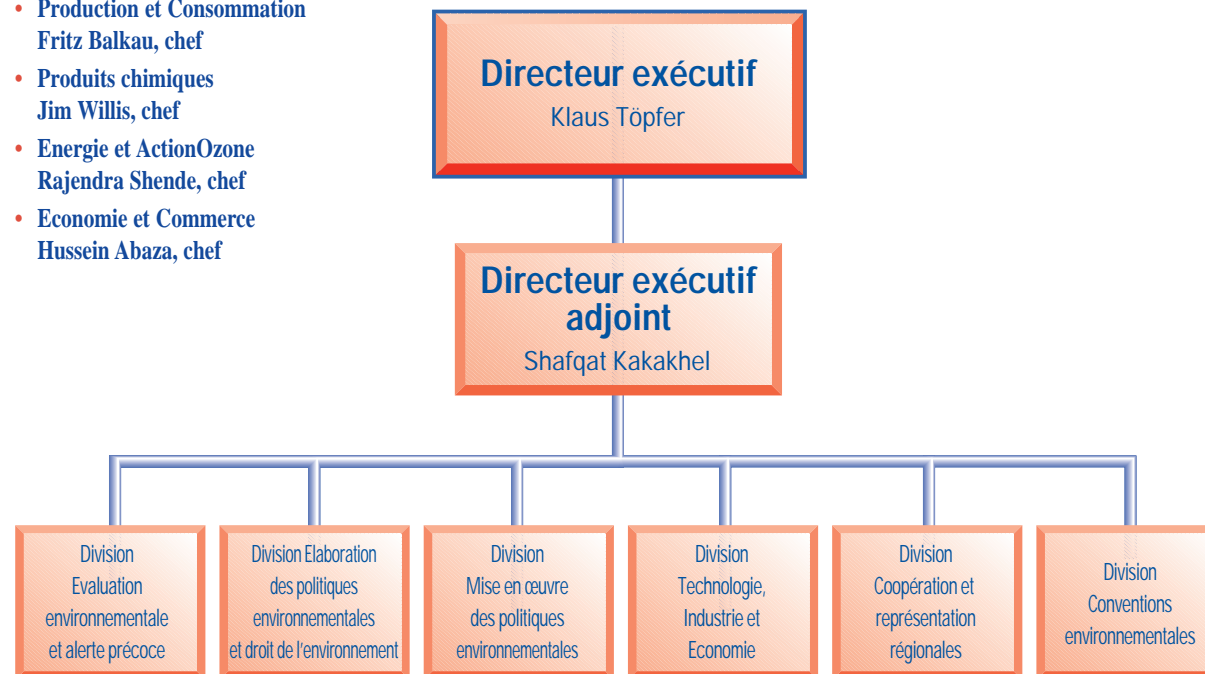 • Production et Consommation
Fritz Balkau, chef
• Produits chimiques
Jim Willis, chef
• Energie et ActionOzone
Rajendra Shende, chef
• Economie et Commerce
Hussein Abaza, chef
Directeur exécutif
Klaus Töpfer
Directeur exécutif
adjoint
Shafqat Kakakhel
Division
Evaluation
environnementale
et alerte précoce
Division Elaboration
des politiques
environnementales
et droit de l'environnement
Division
Mise en œuvre
des politiques
environnementales
Division
Technologie,
Industrie et
Economie
Division
Coopération et
représentation
régionales
Division
Conventions
environnementales